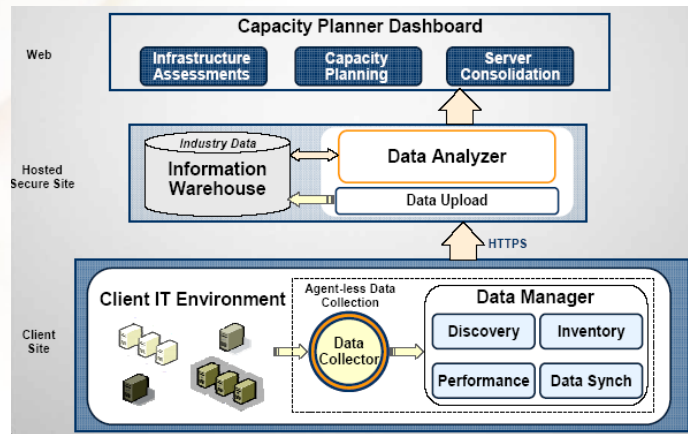 Capacity Planner Dashboard
Web
Infrastructure
Assessments
Capacity
Planning
Server
Consolidation
Industry Data
Information
Warehouse
Data Analyzer
Data Upload
Hosted
Secure Site
HTTPS
Client IT Environment
Agent-less Data
Collection
Data
Collector
Data Manager
Discovery
Inventory
Performance
Data Synch
Client
Site